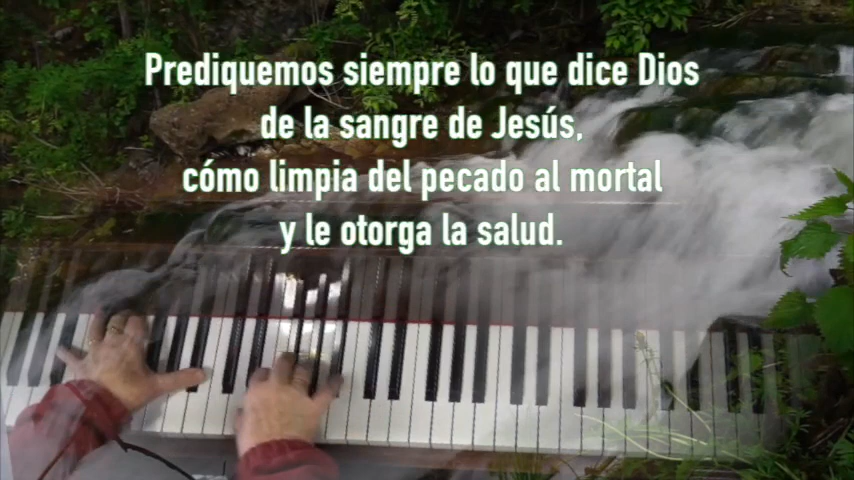 Prediquemos siempre lo que dice Dios
de la sangre de Jesús,
cómo limpia del pecado al mortal
y le otorga la salud.